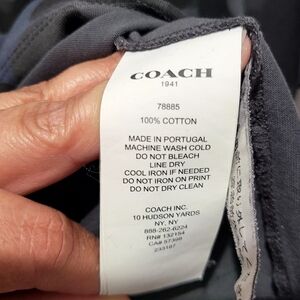 COACH
1941
78885
100% COTTON
MADE IN PORTUGAL
MACHINE WASH COLD
DO NOT BLEACH
LINE DRY
COOL IRON IF NEEDED
DO NOT IRON ON PRINT
DO NOT DRY CLEAN
COACH INC.
10 HUDSON YARDS
NY, NY
888-262-6224
RN# 132154
CA# 57399
233187